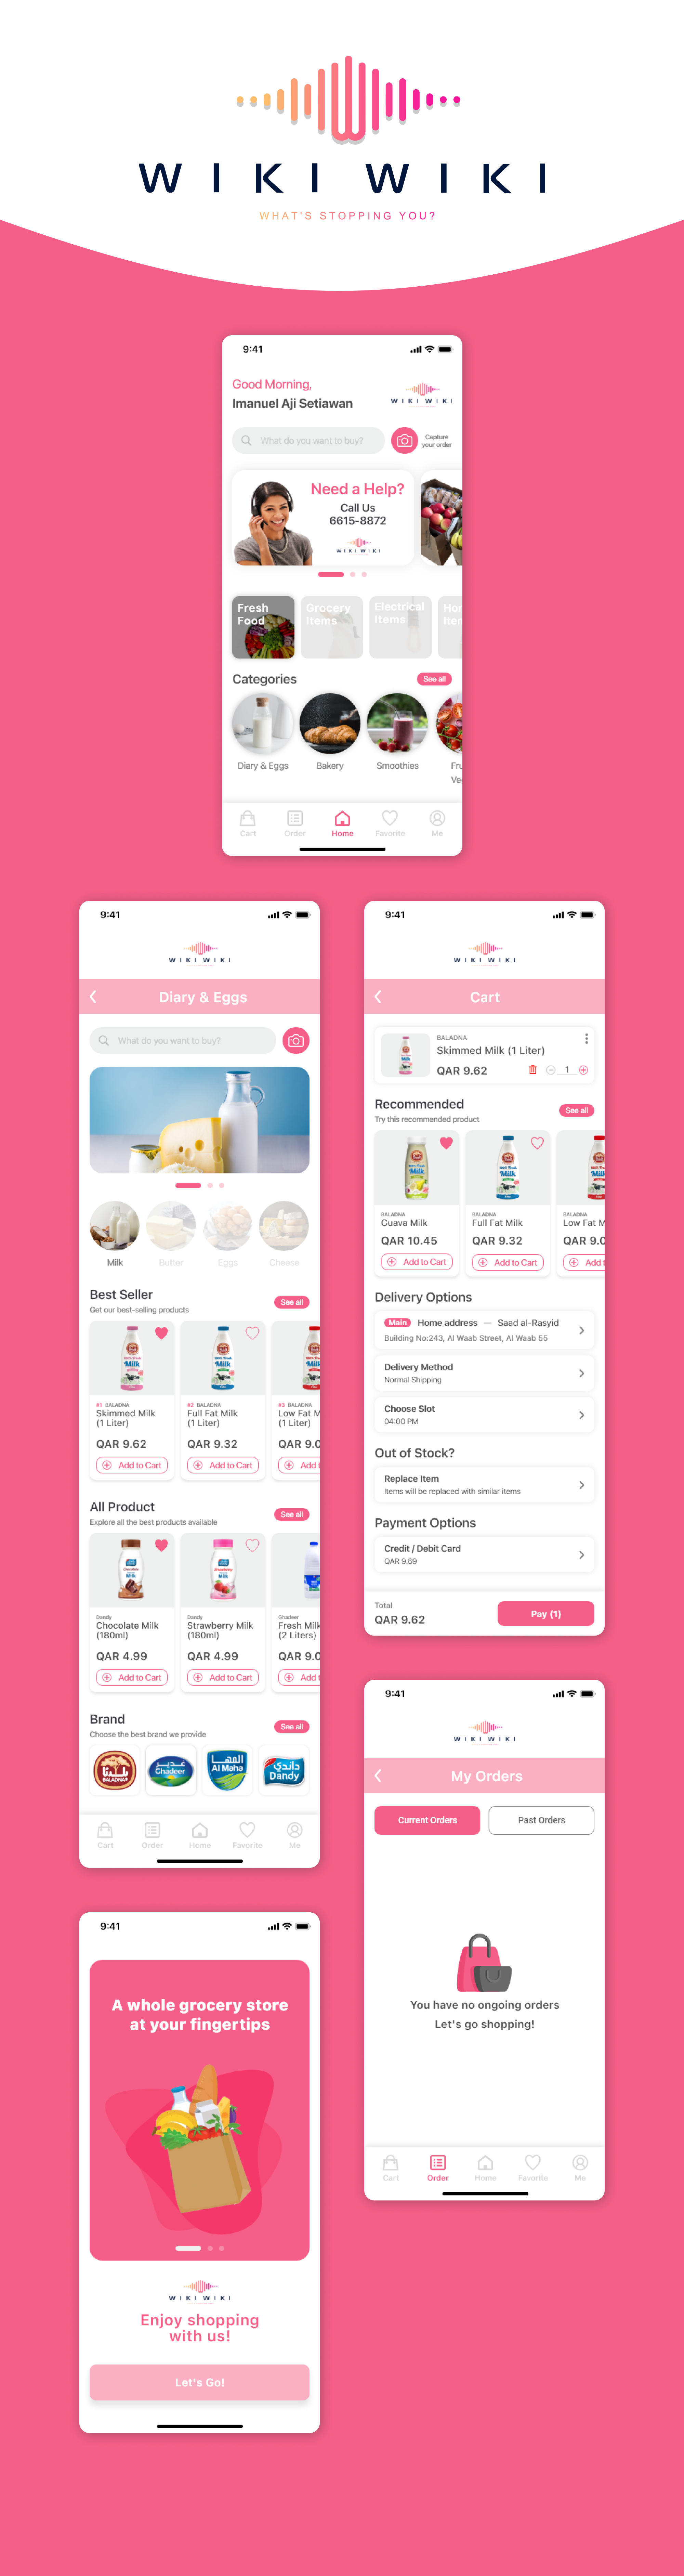 WIKI WIKI
WHAT'S STOPPING YOU?
9:41
Good Morning,
Imanuel Aji Setiawan
WIKI WIKI
What do you want to buy?
Capture
your order
Need a Help?
Call Us
6615-8872
WIKI WIKI
Fresh
Food
Grocery
Items
Electrical
Items
Hor
Iter
Categories
See all
Diary & Eggs
Bakery
Smoothies
Fru
Ve
Cart
Order
Home
Favorite
Me
9:41
WIKI WIKI
Diary & Eggs
What do you want to buy?
Milk
Butter
Eggs
Cheese
Best Seller
Get our best-selling products
See all
#1 BALADNA
Skimmed Milk
(1 Liter)
QAR 9.62
Add to Cart
#2 BALADNA
Full Fat Milk
(1 Liter)
QAR 9.32
Add to Cart
#3 BALADNA
Low Fat M
(1 Liter)
QAR 9.0
Add t
All Product
Explore all the best products available
See all
Dandy
Chocolate Milk
(180ml)
QAR 4.99
Add to Cart
Dandy
Strawberry Milk
(180ml)
QAR 4.99
Add to Cart
Ghadeer
Fresh Milk
(2 Liters)
QAR 9.0
Add t
Brand
Choose the best brand we provide
See all
بلدنا
BALADNA
غدير
Ghadeer
المها
Al Maha
داندي
Dandy
Cart
Order
Home
Favorite
Me
9:41
WIKI WIKI
Cart
BALADNA
Skimmed Milk (1 Liter)
QAR 9.62
1
Recommended
Try this recommended product
See all
BALADNA
Guava Milk
QAR 10.45
Add to Cart
BALADNA
Full Fat Milk
QAR 9.32
Add to Cart
BALADNA
Low Fat M
QAR 9.0
Add t
Delivery Options
Main Home address — Saad al-Rasyid
Building No:243, Al Waab Street, Al Waab 55
Delivery Method
Normal Shipping
Choose Slot
04:00 PM
Out of Stock?
Replace Item
Items will be replaced with similar items
Payment Options
Credit / Debit Card
QAR 9.69
Total
QAR 9.62
Pay (1)
9:41
WIKI WIKI
My Orders
Current Orders
Past Orders
You have no ongoing orders
Let's go shopping!
Cart
Order
Home
Favorite
Me
9:41
A whole grocery store
at your fingertips
WIKI WIKI
Enjoy shopping
with us!
Let's Go!